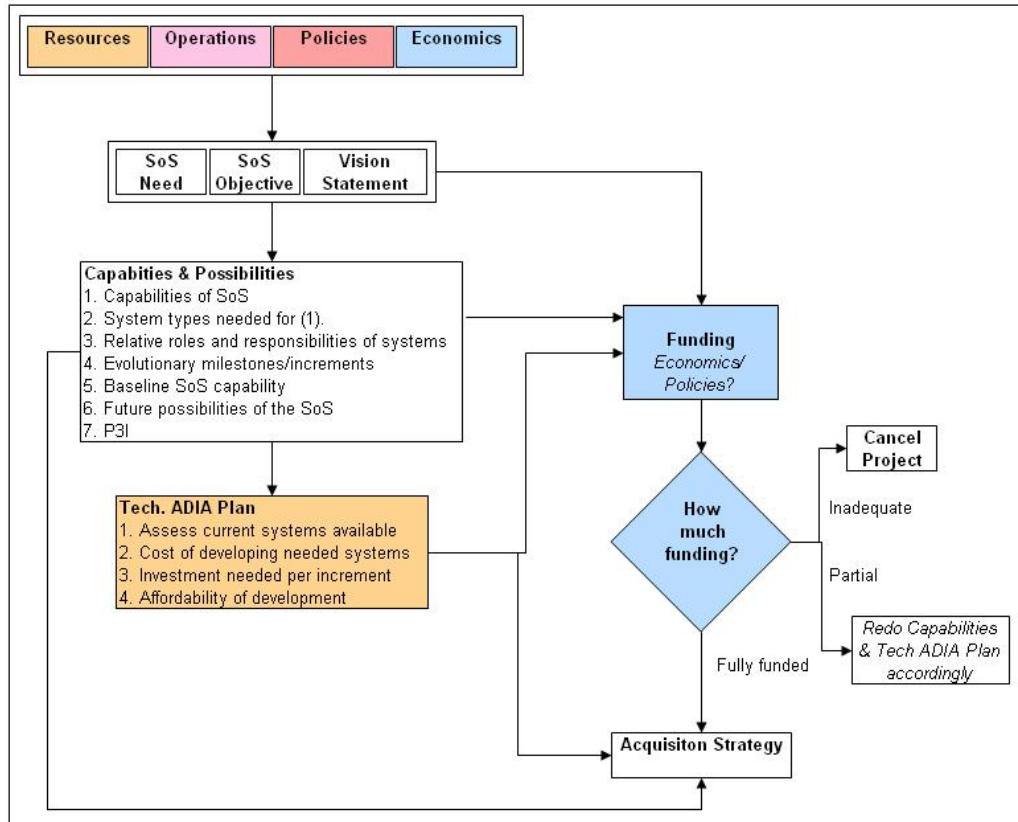 Resources
Operations
Policies
Economics
SoS
Need
SoS
Objective
Vision
Statement
Capabities & Possibilities
1. Capabilities of SoS
2. System types needed for (1).
3. Relative roles and responsibilities of systems
4. Evolutionary milestones/increments
5. Baseline SoS capability
6. Future possibilities of the SoS
7. P3I
Funding
Economics/
Policies?
Tech. ADIA Plan
1. Assess current systems available
2. Cost of developing needed systems
3. Investment needed per increment
4. Affordability of development
How
much
funding?
Cancel
Project
Inadequate
Partial
Redo Capabilities
& Tech ADIA Plan
accordingly
Fully funded
Acquisiton Strategy